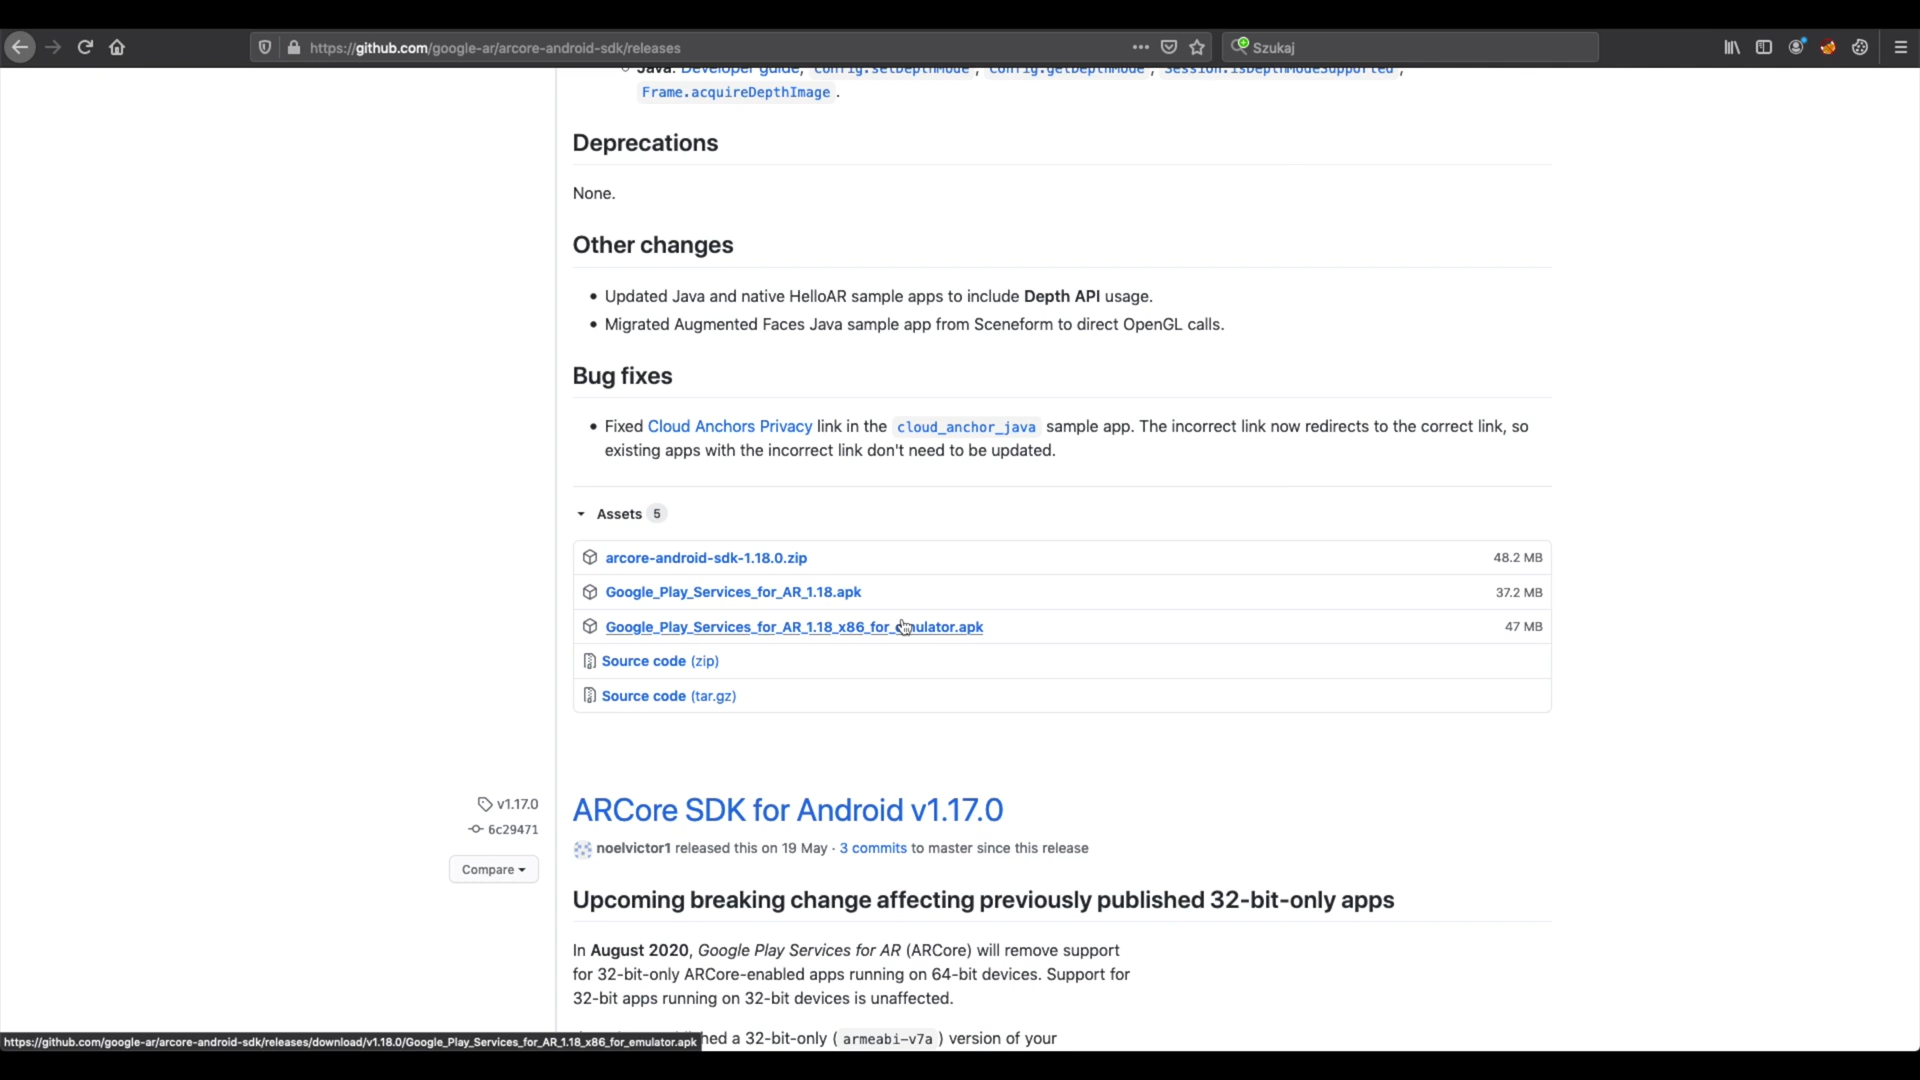 https://github.com/google-ar/arcore-android-sdk/releases
Szukaj
Java: Developer guide, Config.setDepthMode, Config.getDepthMode, Session.isDepthModeSupported,
Frame.acquireDepthImage.
Deprecations
None.
Other changes
Updated Java and native HelloAR sample apps to include Depth API usage.
Migrated Augmented Faces Java sample app from Sceneform to direct OpenGL calls.
Bug fixes
Fixed Cloud Anchors Privacy link in the cloud_anchor_java sample app. The incorrect link now redirects to the correct link, so
existing apps with the incorrect link don't need to be updated.
Assets 5
arcore-android-sdk-1.18.0.zip 48.2 MB
Google_Play_Services_for_AR_1.18.apk 37.2 MB
Google_Play_Services_for_AR_1.18_x86_for_emulator.apk 47 MB
Source code (zip)
Source code (tar.gz)
v1.17.0
6c29471
Compare
ARCore SDK for Android v1.17.0
noelvictor1 released this on 19 May · 3 commits to master since this release
Upcoming breaking change affecting previously published 32-bit-only apps
In August 2020, Google Play Services for AR (ARCore) will remove support
for 32-bit-only ARCore-enabled apps running on 64-bit devices. Support for
32-bit apps running on 32-bit devices is unaffected.
hed a 32-bit-only (armeabi-v7a) version of your
https://github.com/google-ar/arcore-android-sdk/releases/download/v1.18.0/Google_Play_Services_for_AR_1.18_x86_for_emulator.apk